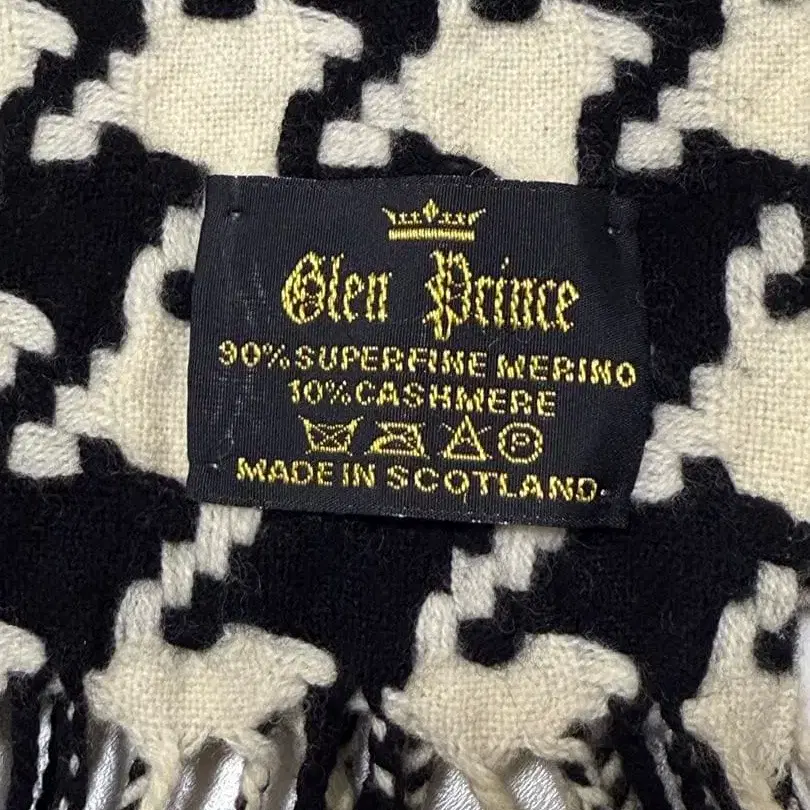 Glen Prince
90% SUPERFINE MERINO
10% CASHMERE
P
MADE IN SCOTLAND.